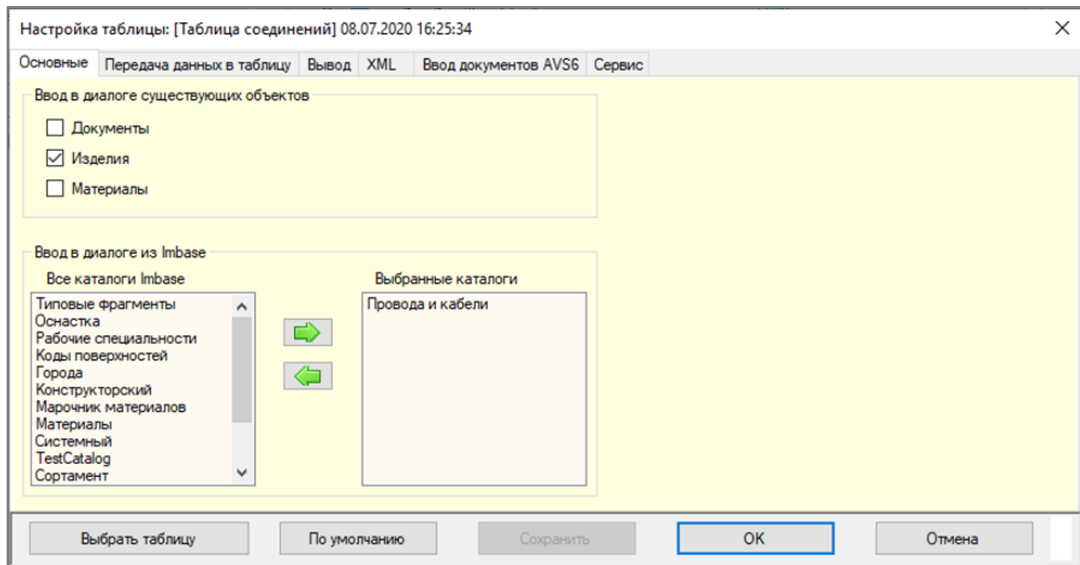 Настройка таблицы: [Таблица соединений] 08.07.2020 16:25:34
Основные Передача данных в таблицу Вывод XML Ввод документов AVS6 Сервис
Ввод в диалоге существующих объектов
Документы
Изделия
Материалы
Ввод в диалоге из Imbase
Все каталоги Imbase
Типовые фрагменты
Оснастка
Рабочие специальности
Коды поверхностей
Города
Конструкторский
Марочник материалов
Материалы
Системный
TestCatalog
Сортамент
Выбранные каталоги
Провода и кабели
Выбрать таблицу По умолчанию Сохранить OK Отмена